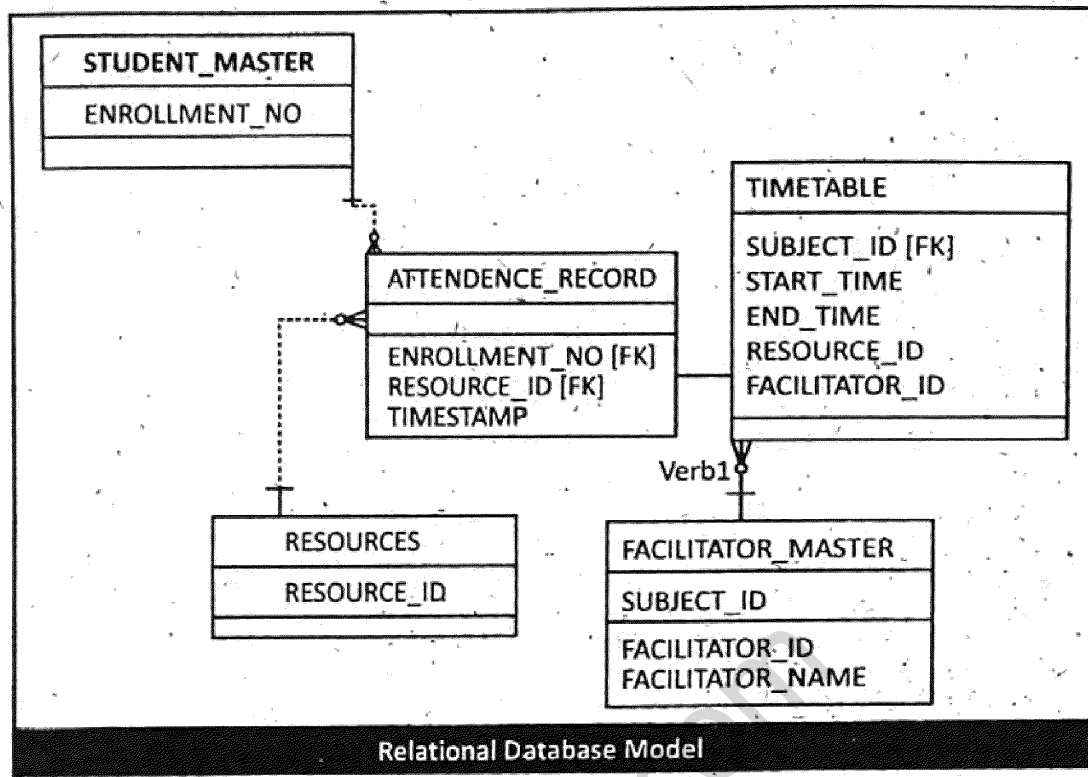 STUDENT_MASTER
ENROLLMENT_NO
TIMETABLE
SUBJECT_ID [FK]
START_TIME
END_TIME
RESOURCE_ID
FACILITATOR_ID
ATTENDENCE_RECORD
ENROLLMENT_NO [FK]
RESOURCE_ID [FK]
TIMESTAMP
Verb1
RESOURCES
RESOURCE_ID
FACILITATOR_MASTER
SUBJECT_ID
FACILITATOR_ID
FACILITATOR_NAME
Relational Database Model